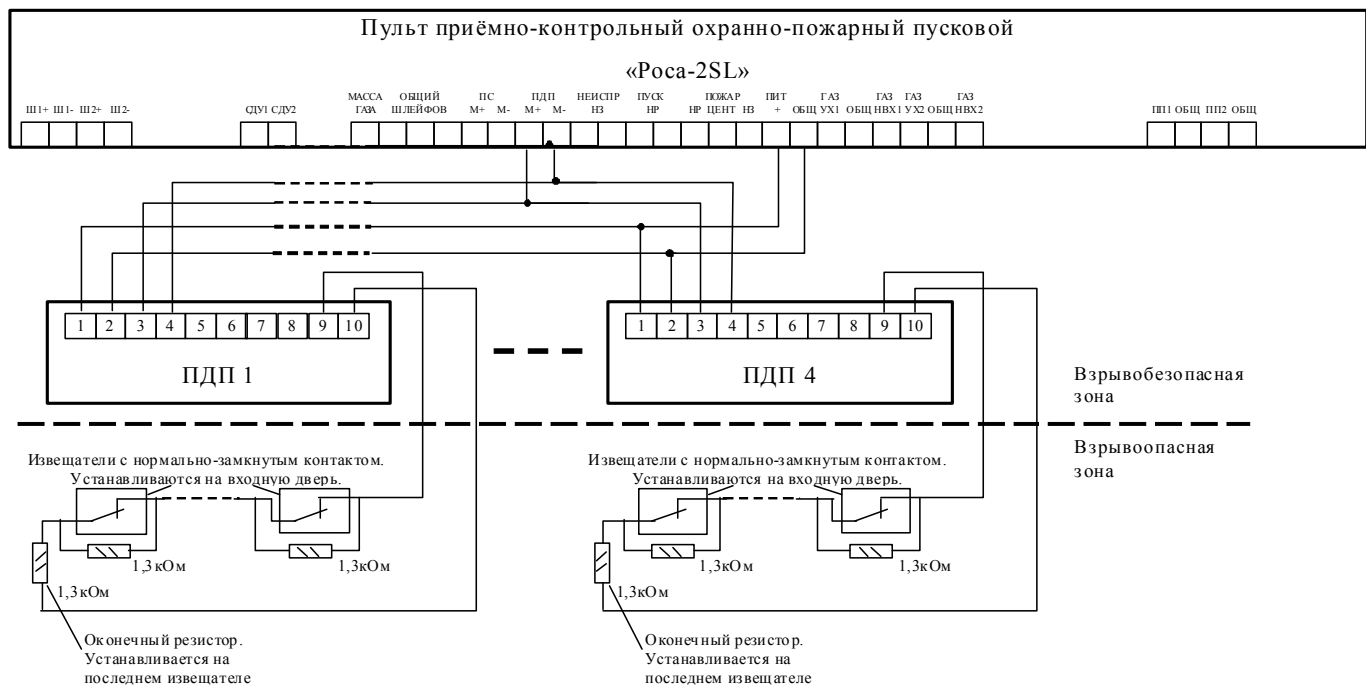 Пульт приёмно-контрольный охранно-пожарный пусковой
«Роса-2SL»
Ш1+ Ш1- Ш2+ Ш2-
СДУ1 СДУ2
МАССА ГАЗА
ОБЩИЙ ШЛЕЙФОВ
ПС М+ М-
ПДП М+ М-
НЕИСПР НЗ
ПУСК НР
ПОЖАР НР ЦЕНТ НЗ
ПИТ +
ОБЩ
ГАЗ УХ1
ОБЩ
ГАЗ НВХ1
ГАЗ УХ2
ОБЩ
ГАЗ НВХ2
ПП1 ОБЩ ПП2 ОБЩ
1 2 3 4 5 6 7 8 9 10
ПДП 1
1 2 3 4 5 6 7 8 9 10
ПДП 4
Взрывобезопасная
зона
Взрывоопасная
зона
Извещатели с нормально-замкнутым контактом.
Устанавливаются на входную дверь.
1,3кОм
1,3кОм
1,3кОм
Оконечный резистор.
Устанавливается на
последнем извещателе
Извещатели с нормально-замкнутым контактом.
Устанавливаются на входную дверь.
1,3кОм
1,3кОм
1,3кОм
Оконечный резистор.
Устанавливается на
последнем извещателе